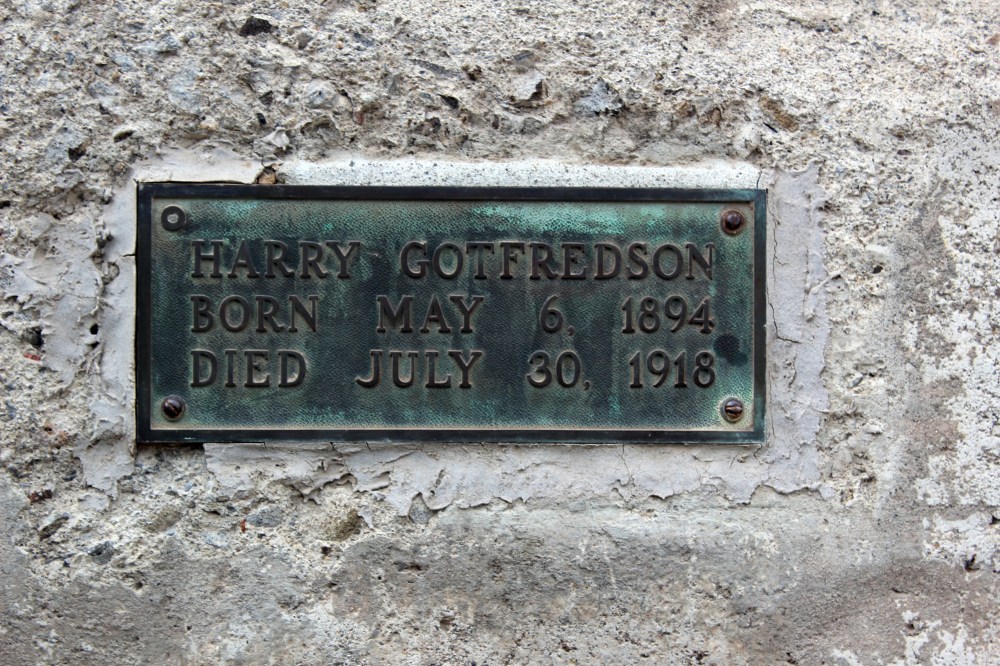 HARRY GOTFREDSON
BORN MAY 6, 1894
DIED JULY 30, 1918